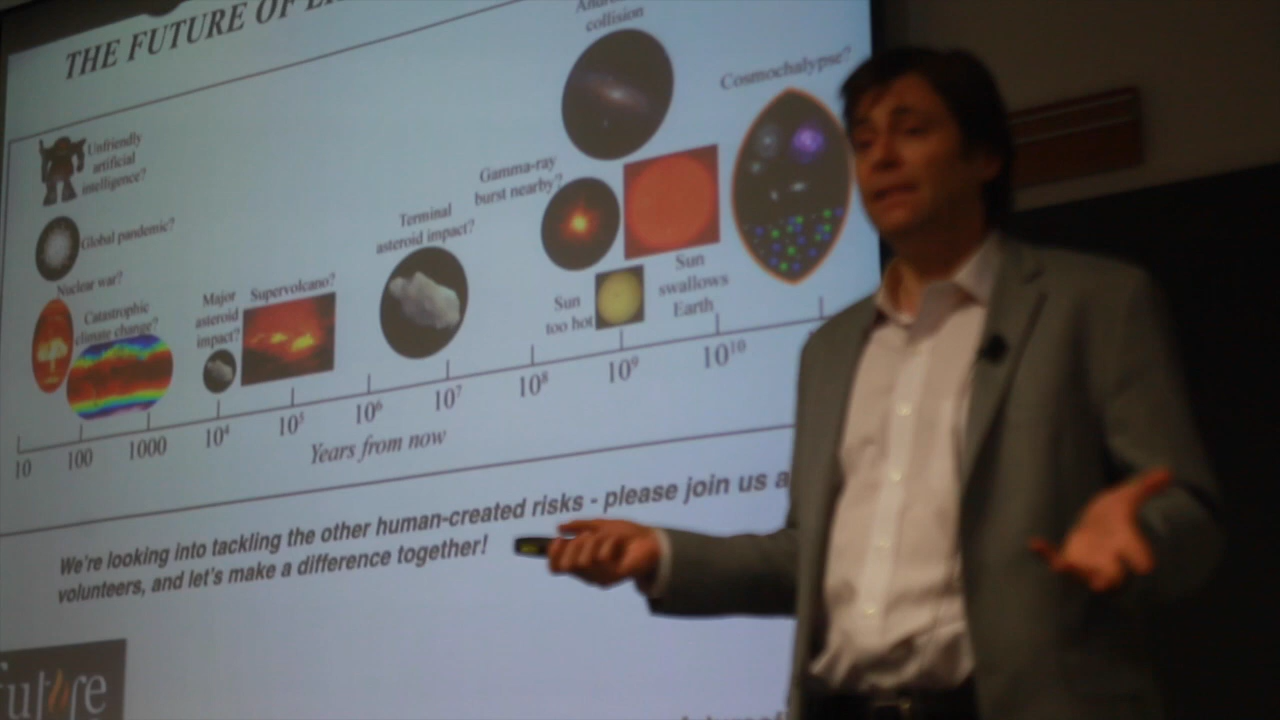 THE FUTURE OF
collision
Cosmochalypse?
Unfriendly
artificial
intelligence?
Gamma-ray
burst nearby?
Global pandemic?
Terminal
asteroid impact?
Nuclear war?
Catastrophic
climate change?
Major
asteroid
impact?
Supervolcano?
Sun
too hot
Sun
swallows
Earth
10 100 1000 10⁴ 10⁵ 10⁶ 10⁷ 10⁸ 10⁹ 10¹⁰
Years from now
We're looking into tackling the other human-created risks - please join us
volunteers, and let's make a difference together!